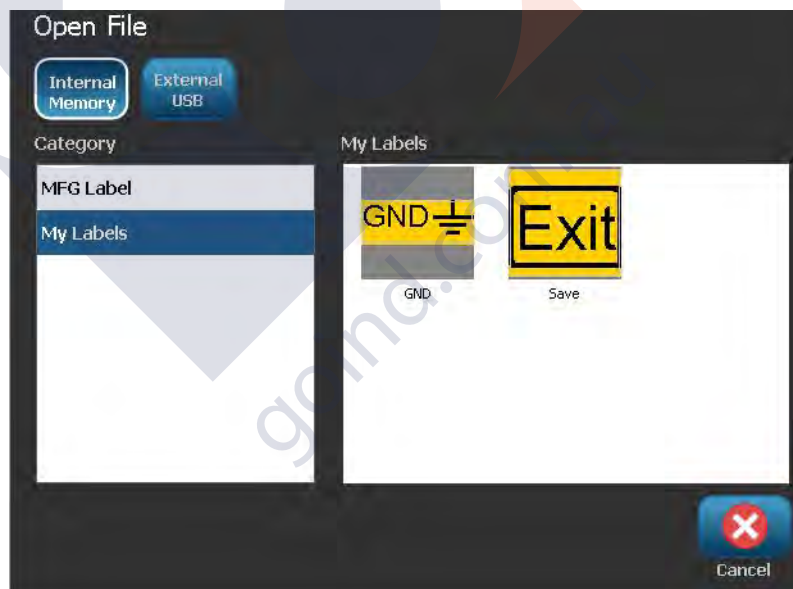 Open File
Internal
Memory
External
USB
Category
My Labels
MFG Label
My Labels
GND
Exit
GND
Save
Cancel